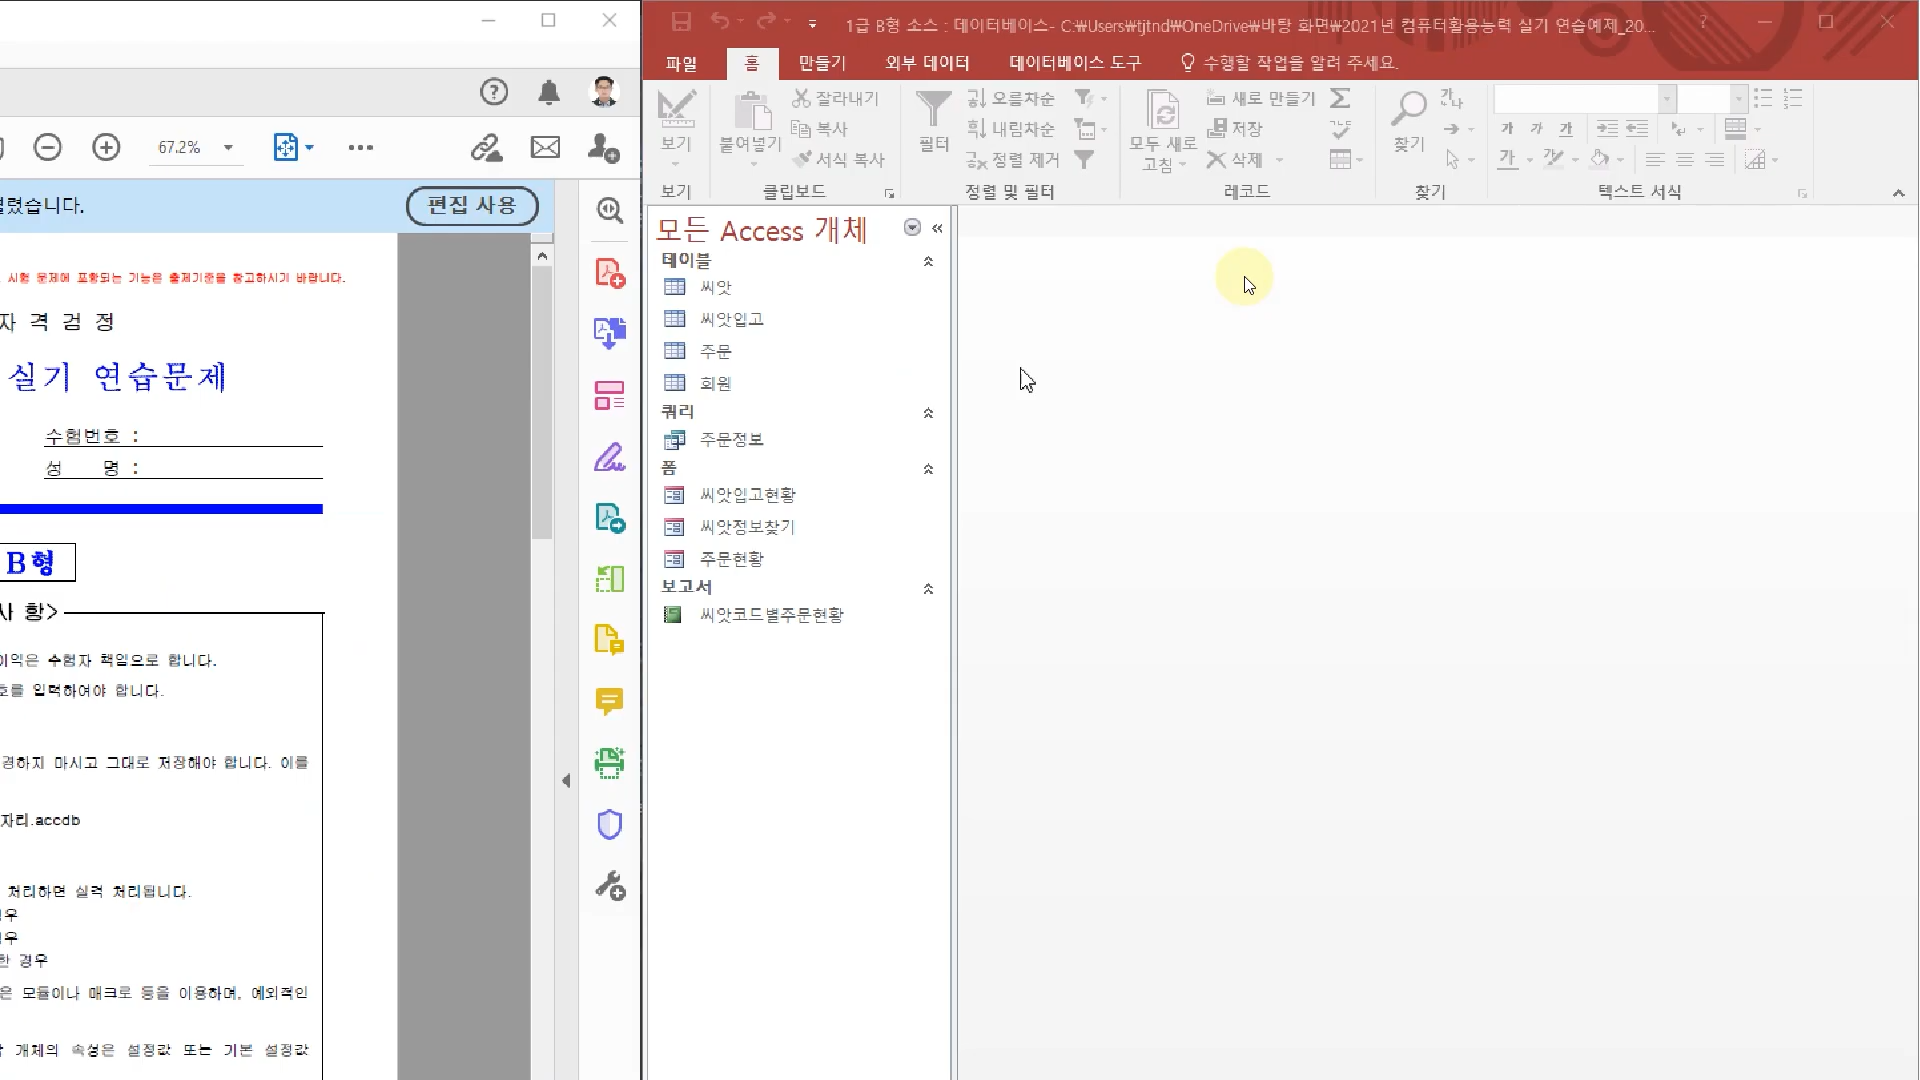 67.2%
렸습니다.
편집 사용
시험 문제에 포함되는 기능은 출제기준을 참고하시기 바랍니다.
자 격 검 정
실기 연습문제
수험번호 :
성 명 :
B형
사 항>
이익은 수험자 책임으로 합니다.
호를 입력하여야 합니다.
경하지 마시고 그대로 저장해야 합니다. 이를
자리.accdb
처리하면 실격 처리됩니다.
경우
경우
한 경우
은 모듈이나 매크로 등을 이용하며, 예외적인
개체의 속성은 설정값 또는 기본 설정값
1급 B형 소스 : 데이터베이스- C:₩Users₩tjtnd₩OneDrive₩바탕 화면₩2021년 컴퓨터활용능력 실기 연습예제_20...
파일 홈 만들기 외부 데이터 데이터베이스 도구 수행할 작업을 알려 주세요.
보기
붙여넣기
잘라내기
복사
서식 복사
필터
오름차순
내림차순
정렬 제거
모두 새로
고침
새로 만들기
저장
삭제
찾기
가 가 가
가
보기 클립보드 정렬 및 필터 레코드 찾기 텍스트 서식
모든 Access 개체
테이블
씨앗
씨앗입고
주문
회원
쿼리
주문정보
폼
씨앗입고현황
씨앗정보찾기
주문현황
보고서
씨앗코드별주문현황